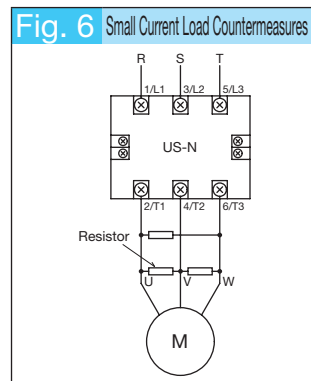 Fig. 6 Small Current Load Countermeasures
R S T
1/L1 3/L2 5/L3
US-N
2/T1 4/T2 6/T3
Resistor
U V W
M